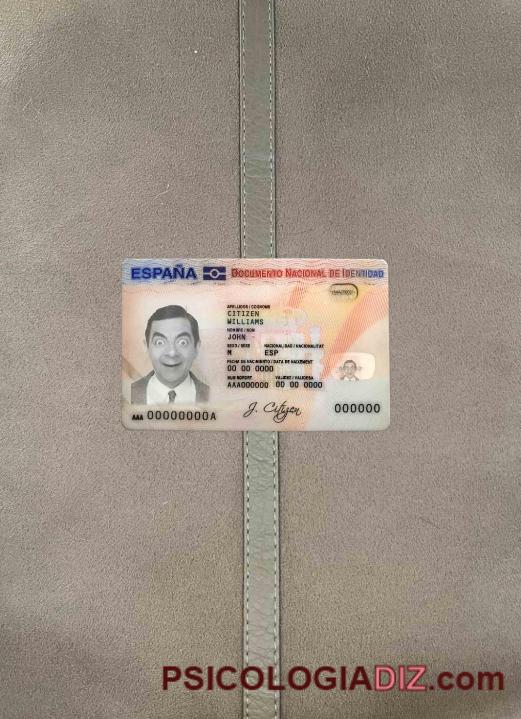 ESPAÑA DOCUMENTO NACIONAL DE IDENTIDAD
APELLIDOS / COGNOMS
CITIZEN
WILLIAMS
NOMBRE / NOM
JOHN
SEXO / SEXE NACIONALIDAD / NACIONALITAT
M ESP
FECHA DE NACIMIENTO / DATA DE NAIXEMENT
00 00 0000
NUM SOPORT VALIDEZ / VALIDESA
AAA000000 00 00 0000
AAA 00000000A J. Citizen 000000
PSICOLOGIADIZ.com